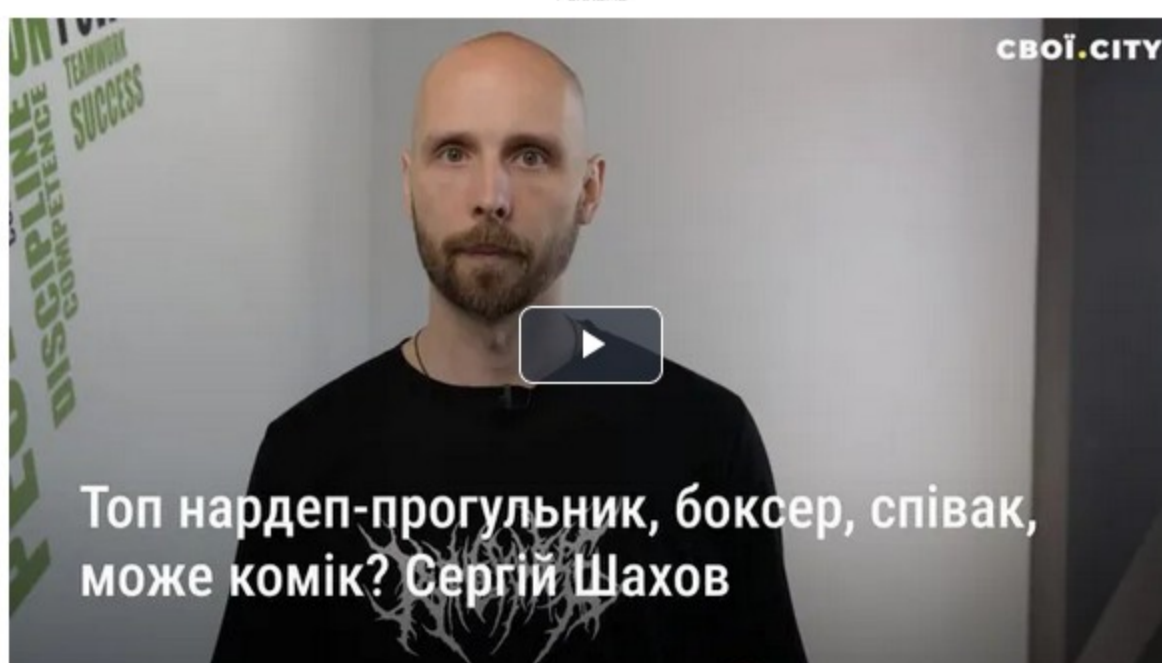 СВОЇ.CITY
TEAMWORK
SUCCESS
DISCIPLINE
COMPETENCE
Топ нардеп-прогульник, боксер, співак,
може комік? Сергій Шахов